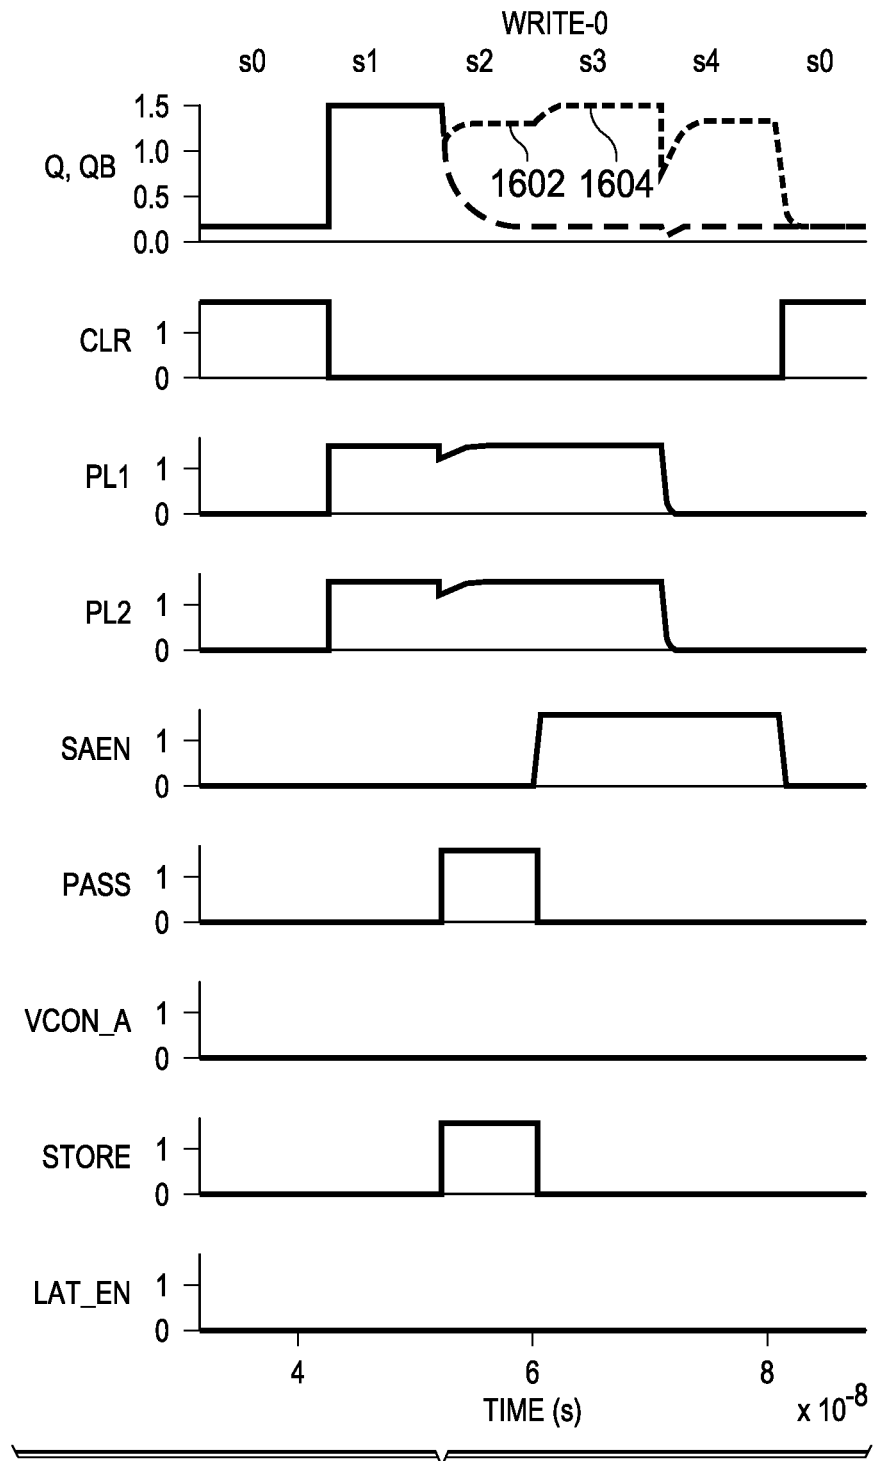 WRITE-0
s0 s1 s2 s3 s4 s0
1.5
1.0
Q, QB
0.5
0.0
1602 1604
CLR 1
0
PL1 1
0
PL2 1
0
SAEN 1
0
PASS 1
0
VCON_A 1
0
STORE 1
0
LAT_EN 1
0
4 6 8
TIME (s) x 10-8